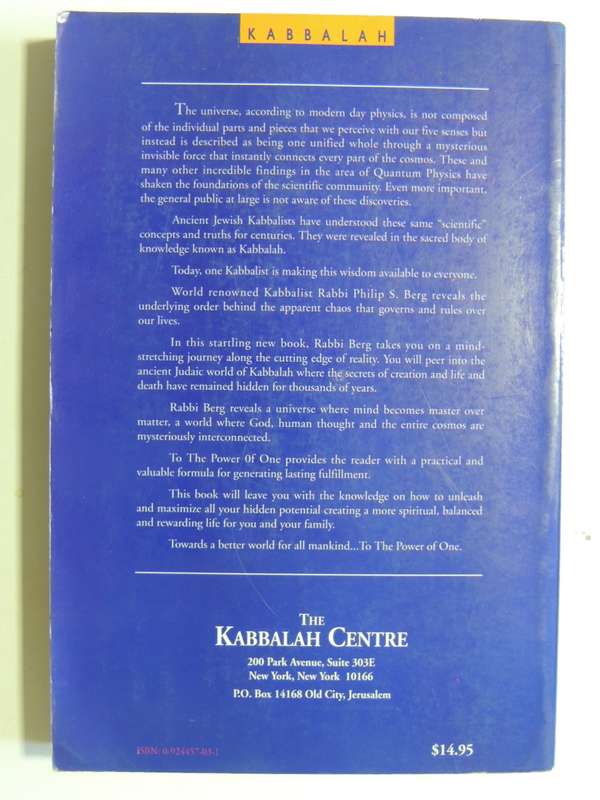 KABBALAH
The universe, according to modern day physics, is not composed
of the individual parts and pieces that we perceive with our five senses but
instead is described as being one unified whole through a mysterious
invisible force that instantly connects every part of the cosmos. These and
many other incredible findings in the area of Quantum Physics have
shaken the foundations of the scientific community. Even more important,
the general public at large is not aware of these discoveries.
Ancient Jewish Kabbalists have understood these same "scientific"
concepts and truths for centuries. They were revealed in the sacred body of
knowledge known as Kabbalah.
Today, one Kabbalist is making this wisdom available to everyone.
World renowned Kabbalist Rabbi Philip S. Berg reveals the
underlying order behind the apparent chaos that governs and rules over
our lives.
In this startling new book, Rabbi Berg takes you on a mind-
stretching journey along the cutting edge of reality. You will peer into the
ancient Judaic world of Kabbalah where the secrets of creation and life and
death have remained hidden for thousands of years.
Rabbi Berg reveals a universe where mind becomes master over
matter, a world where God, human thought and the entire cosmos are
mysteriously interconnected.
To The Power 0f One provides the reader with a practical and
valuable formula for generating lasting fulfillment.
This book will leave you with the knowledge on how to unleash
and maximize all your hidden potential creating a more spiritual, balanced
and rewarding life for you and your family.
Towards a better world for all mankind...To The Power of One.
THE
KABBALAH CENTRE
200 Park Avenue, Suite 303E
New York, New York 10166
P.O. Box 14168 Old City, Jerusalem
ISBN: 0-924457-03-1
$14.95